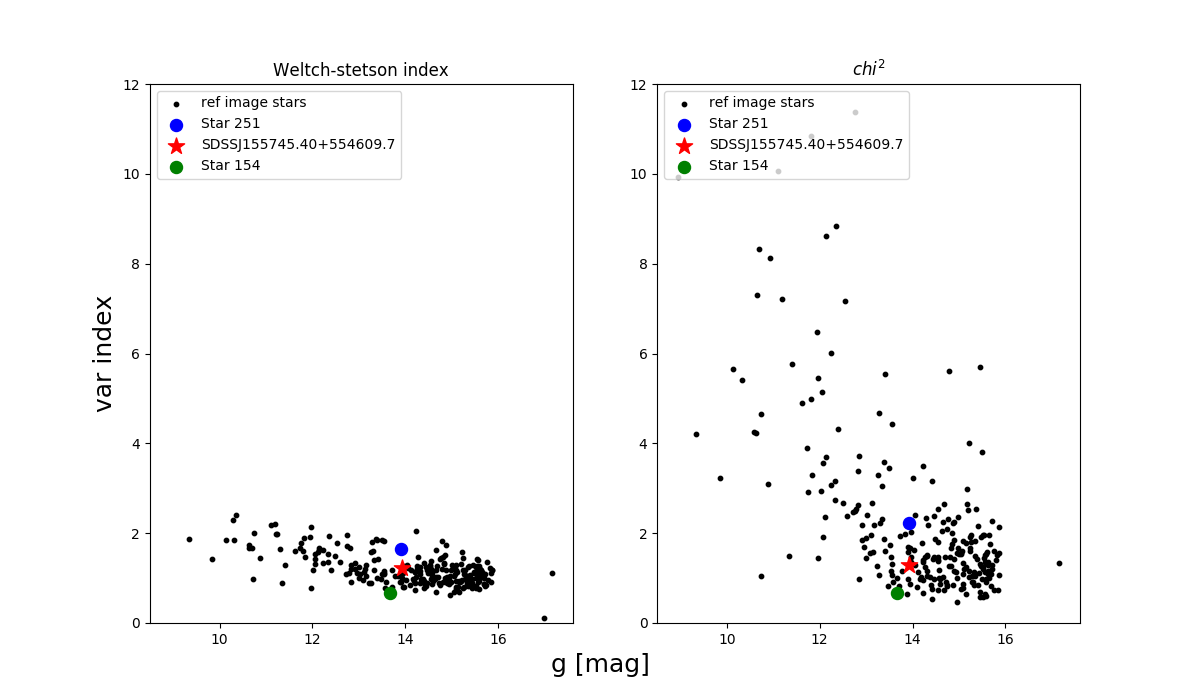 Weltch-stetson index
chi²
12
10
8
6
4
2
0
10
12
14
16
ref image stars
Star 251
SDSSJ155745.40+554609.7
Star 154
12
10
8
6
4
2
0
10
12
14
16
ref image stars
Star 251
SDSSJ155745.40+554609.7
Star 154
var index
g [mag]